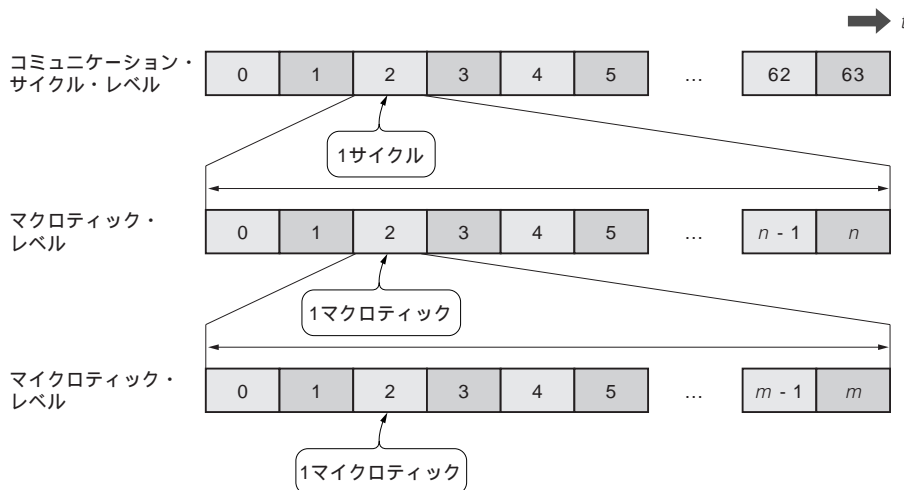 t
コミュニケーション・
サイクル・レベル
0 1 2 3 4 5 … 62 63
1サイクル
マクロティック・
レベル
0 1 2 3 4 5 … n - 1 n
1マクロティック
マイクロティック・
レベル
0 1 2 3 4 5 … m - 1 m
1マイクロティック